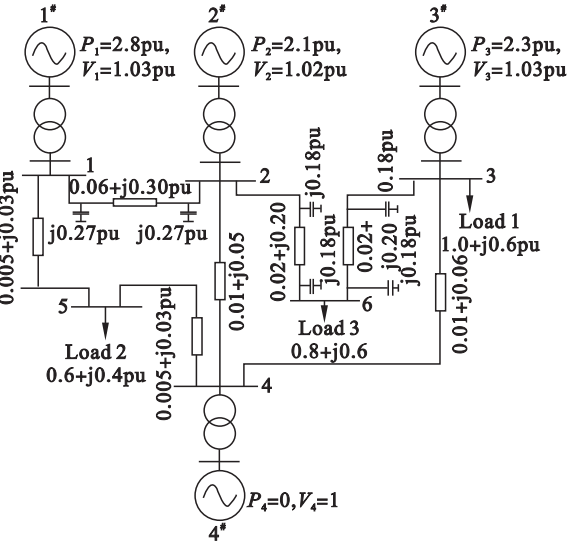 1#
P1=2.8pu,
V1=1.03pu
2#
P2=2.1pu,
V2=1.02pu
3#
P3=2.3pu,
V3=1.03pu
1
0.06+j0.30pu
j0.27pu
j0.27pu
0.005+j0.03pu
2
j0.18pu
0.02+j0.20
j0.18pu
0.18pu
0.02+
j0.20
j0.18pu
3
Load 1
1.0+j0.6pu
0.01+j0.05
0.01+j0.06
6
Load 3
0.8+j0.6
5
Load 2
0.6+j0.4pu
0.005+j0.03pu
4
P4=0,V4=1
4#